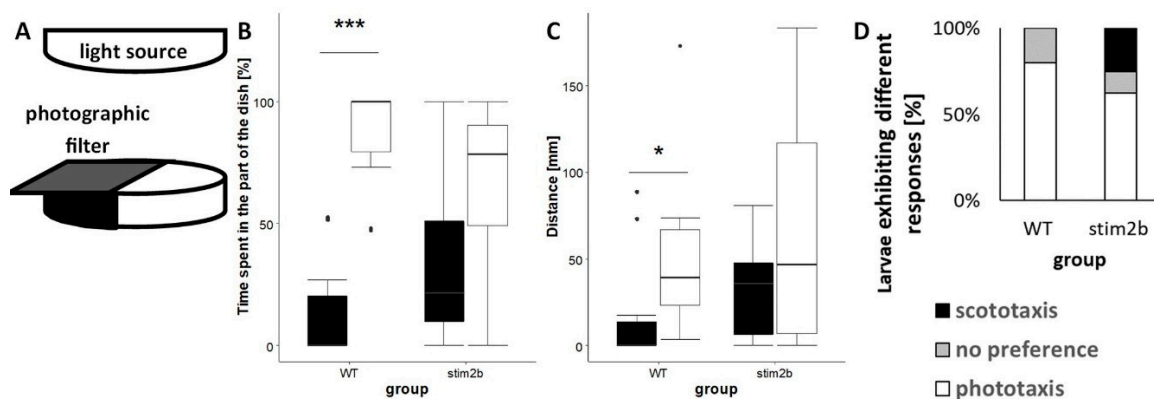 A
light source
photographic
filter
B
***
Time spent in the part of the dish [%]
100
50
0
WT
stim2b
group
C
*
Distance [mm]
150
100
50
0
WT
stim2b
group
D
Larvae exhibiting different
responses [%]
100%
50%
0%
WT
stim2b
group
scototaxis
no preference
phototaxis